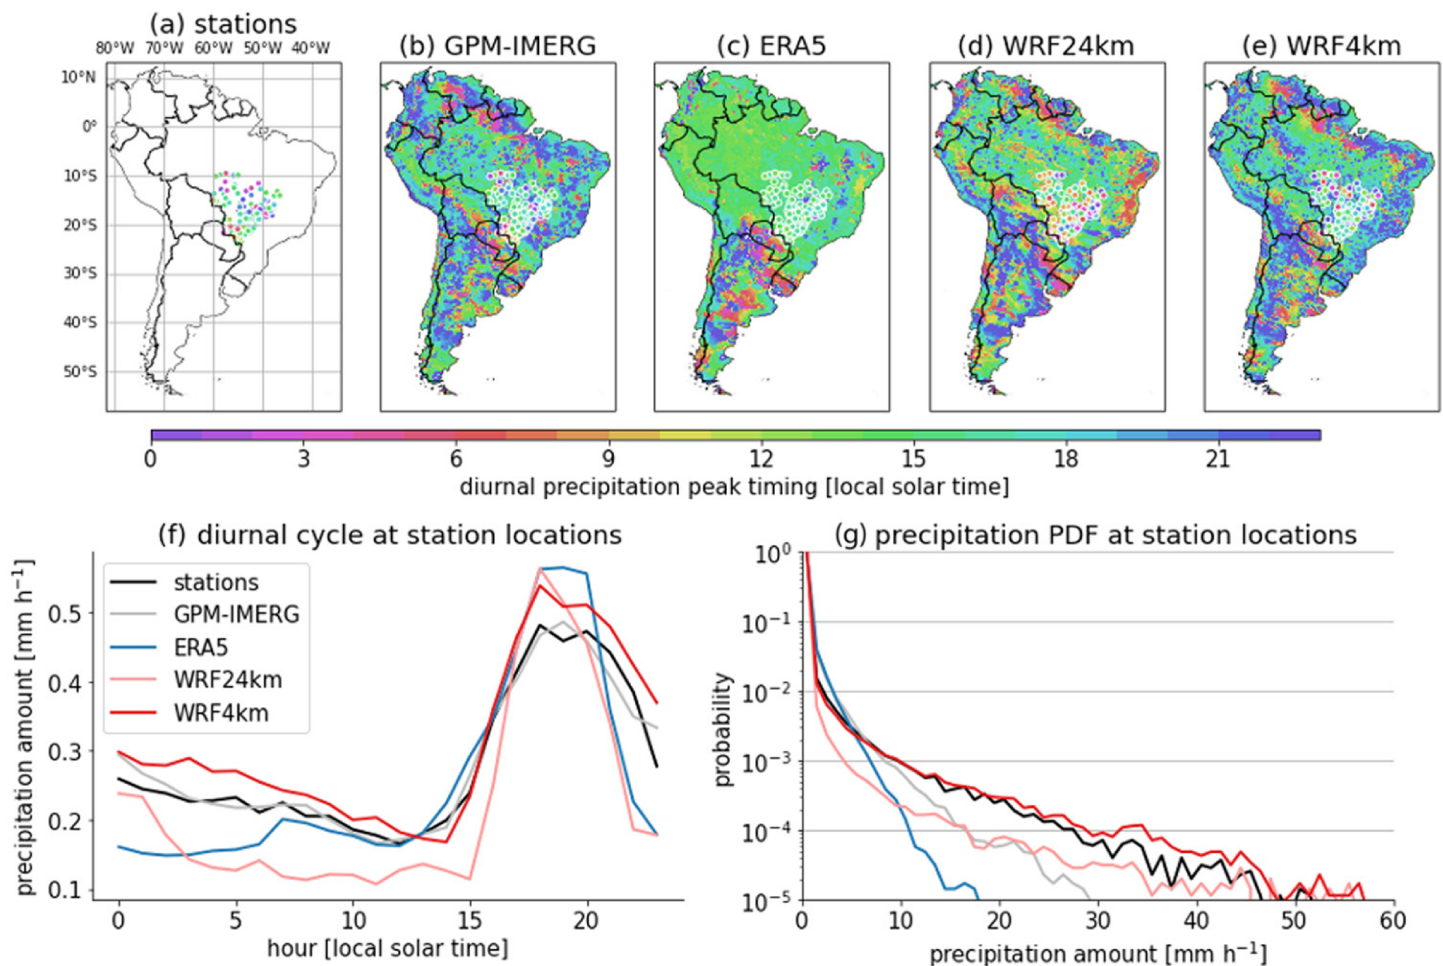 (a) stations
80°W 70°W 60°W 50°W 40°W
(b) GPM-IMERG
(c) ERA5
(d) WRF24km
(e) WRF4km
10°N
0°
10°S
20°S
30°S
40°S
50°S
0 3 6 9 12 15 18 21
diurnal precipitation peak timing [local solar time]
(f) diurnal cycle at station locations
precipitation amount [mm h⁻¹]
0.5
0.4
0.3
0.2
0.1
stations
GPM-IMERG
ERA5
WRF24km
WRF4km
0 5 10 15 20
hour [local solar time]
(g) precipitation PDF at station locations
probability
10⁰
10⁻¹
10⁻²
10⁻³
10⁻⁴
10⁻⁵
0 10 20 30 40 50 60
precipitation amount [mm h⁻¹]